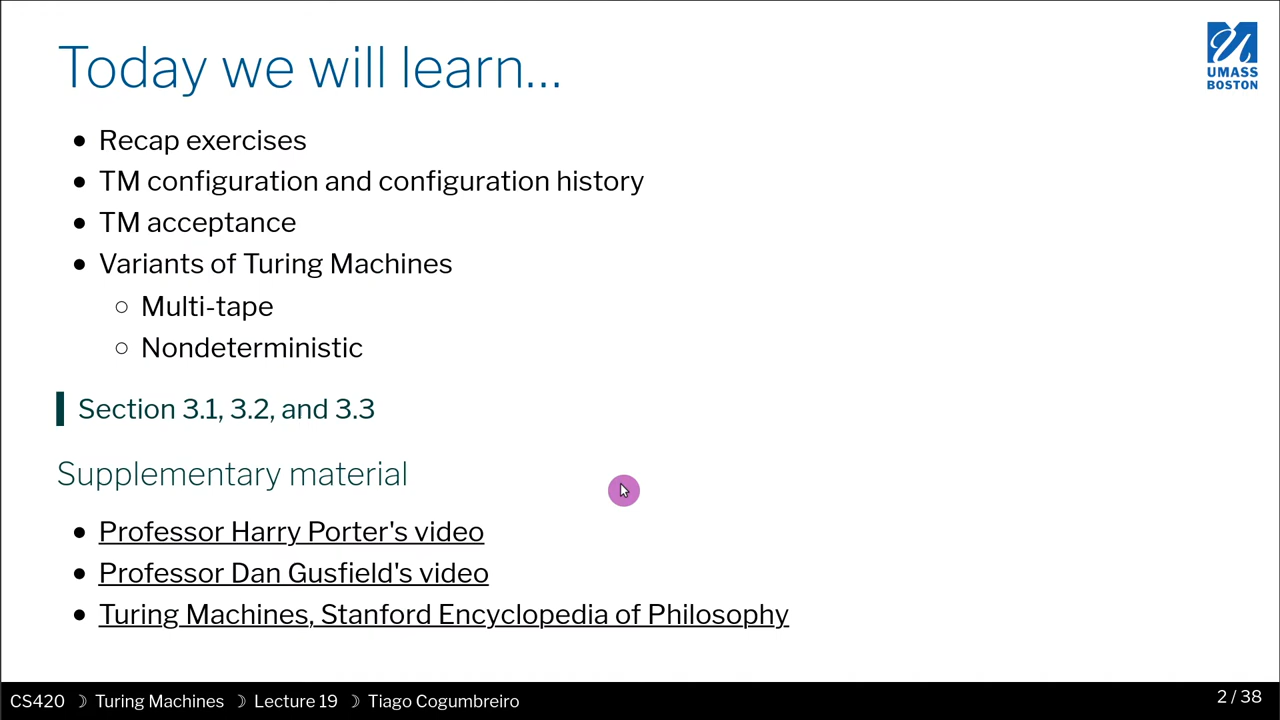 Today we will learn...
UMASS
BOSTON
Recap exercises
TM configuration and configuration history
TM acceptance
Variants of Turing Machines
Multi-tape
Nondeterministic
Section 3.1, 3.2, and 3.3
Supplementary material
Professor Harry Porter's video
Professor Dan Gusfield's video
Turing Machines, Stanford Encyclopedia of Philosophy
CS420 ☽ Turing Machines ☽ Lecture 19 ☽ Tiago Cogumbreiro
2 / 38